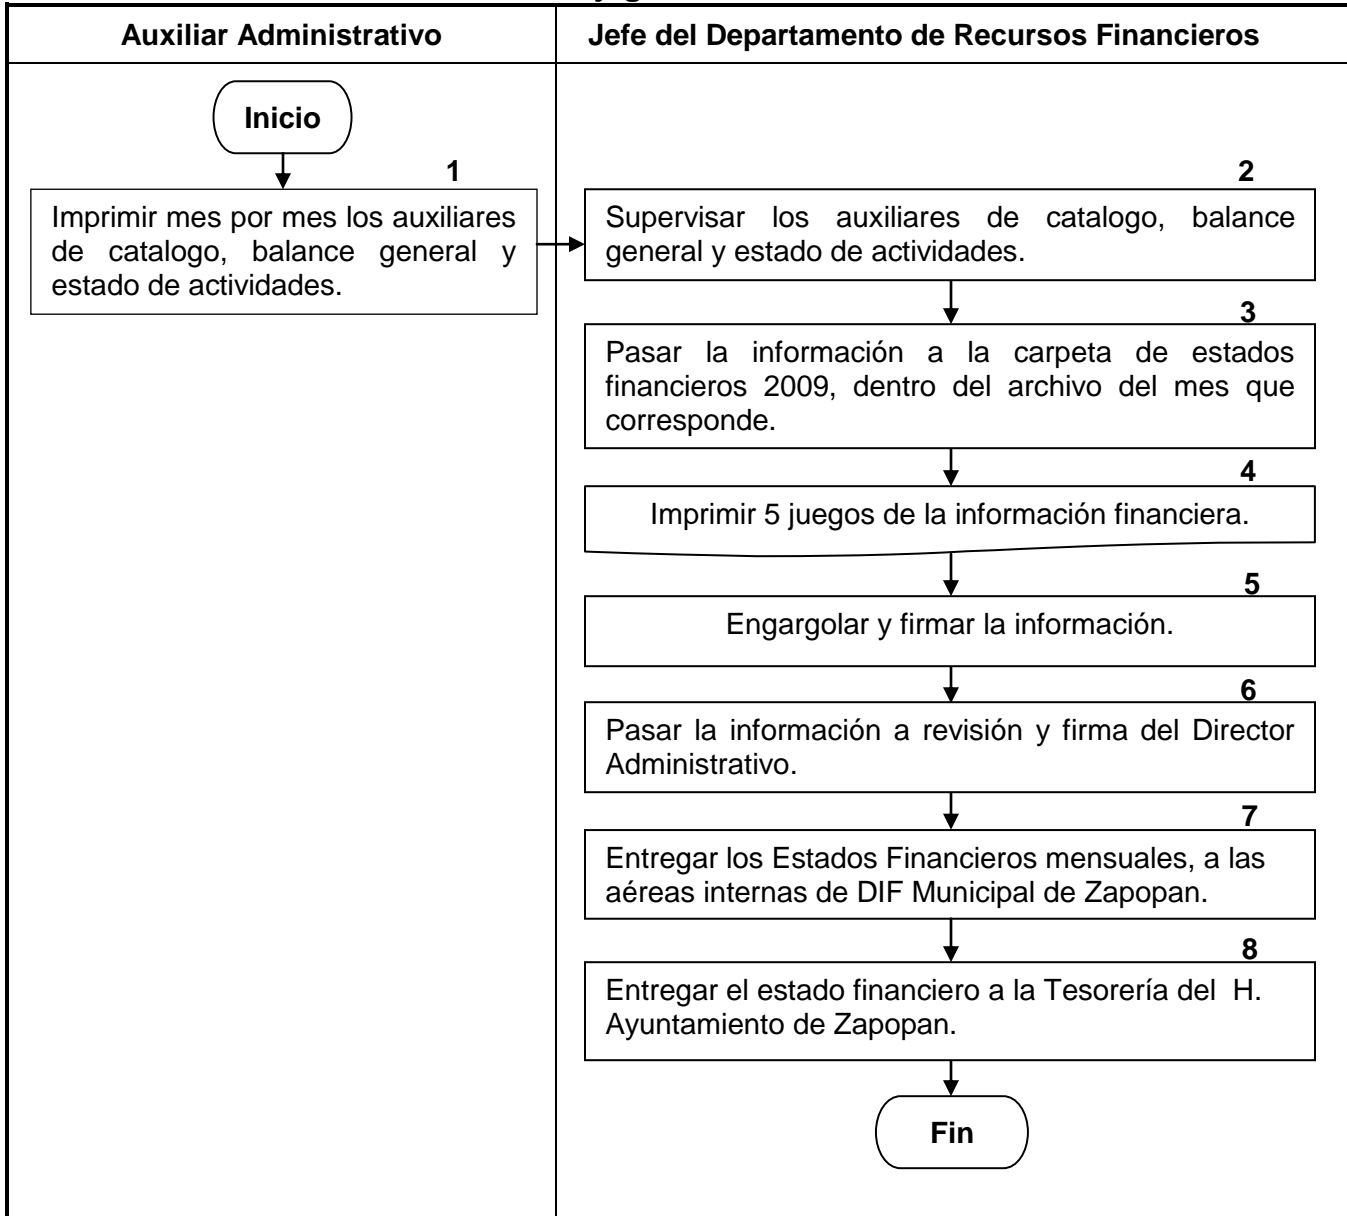 Auxiliar Administrativo
Jefe del Departamento de Recursos Financieros
Inicio
1
Imprimir mes por mes los auxiliares
de catalogo, balance general y
estado de actividades.
2
Supervisar los auxiliares de catalogo, balance
general y estado de actividades.
3
Pasar la información a la carpeta de estados
financieros 2009, dentro del archivo del mes que
corresponde.
4
Imprimir 5 juegos de la información financiera.
5
Engargolar y firmar la información.
6
Pasar la información a revisión y firma del Director
Administrativo.
7
Entregar los Estados Financieros mensuales, a las
aéreas internas de DIF Municipal de Zapopan.
8
Entregar el estado financiero a la Tesorería del H.
Ayuntamiento de Zapopan.
Fin